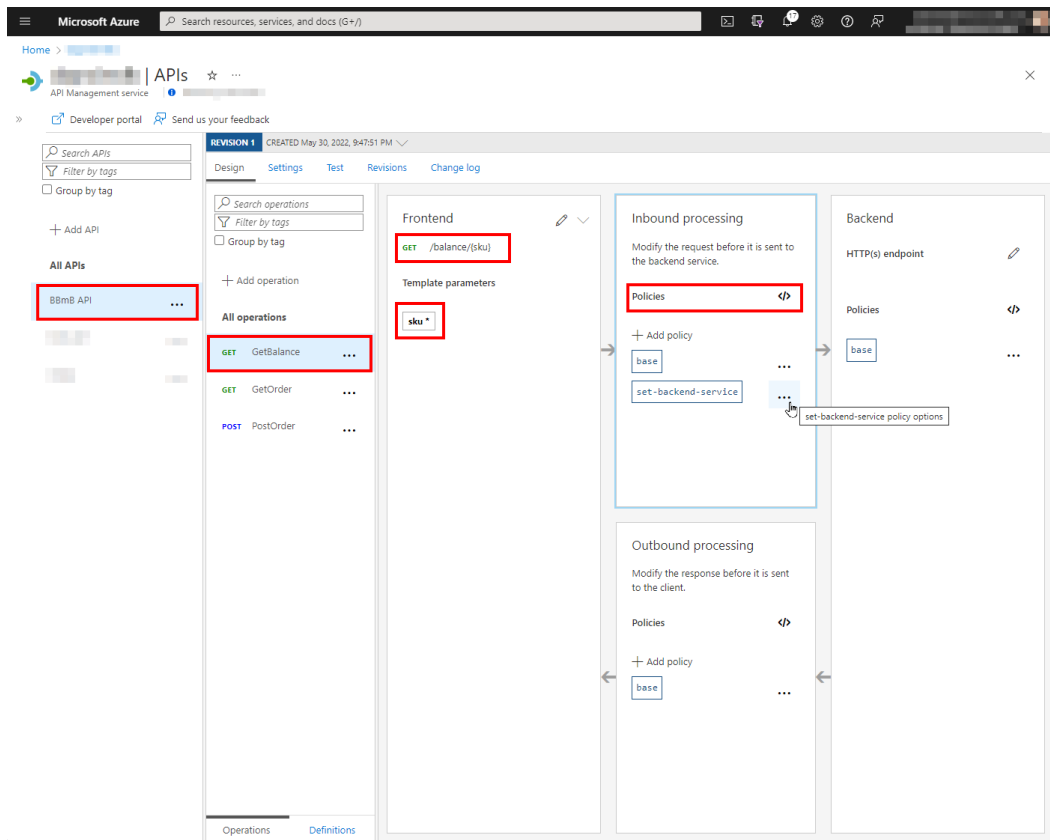 Microsoft Azure
Search resources, services, and docs (G+/)
17
Home >
| APIs
API Management service
Developer portal
Send us your feedback
Search APIs
Filter by tags
Group by tag
Add API
All APIs
BBmB API
REVISION 1
CREATED May 30, 2022, 9:47:51 PM
Design
Settings
Test
Revisions
Change log
Search operations
Filter by tags
Group by tag
Add operation
All operations
GET GetBalance
GET GetOrder
POST PostOrder
Operations
Definitions
Frontend
GET /balance/{sku}
Template parameters
sku *
Inbound processing
Modify the request before it is sent to
the backend service.
Policies </>
Add policy
base
set-backend-service
set-backend-service policy options
Outbound processing
Modify the response before it is sent
to the client.
Policies </>
Add policy
base
Backend
HTTP(s) endpoint
Policies </>
base